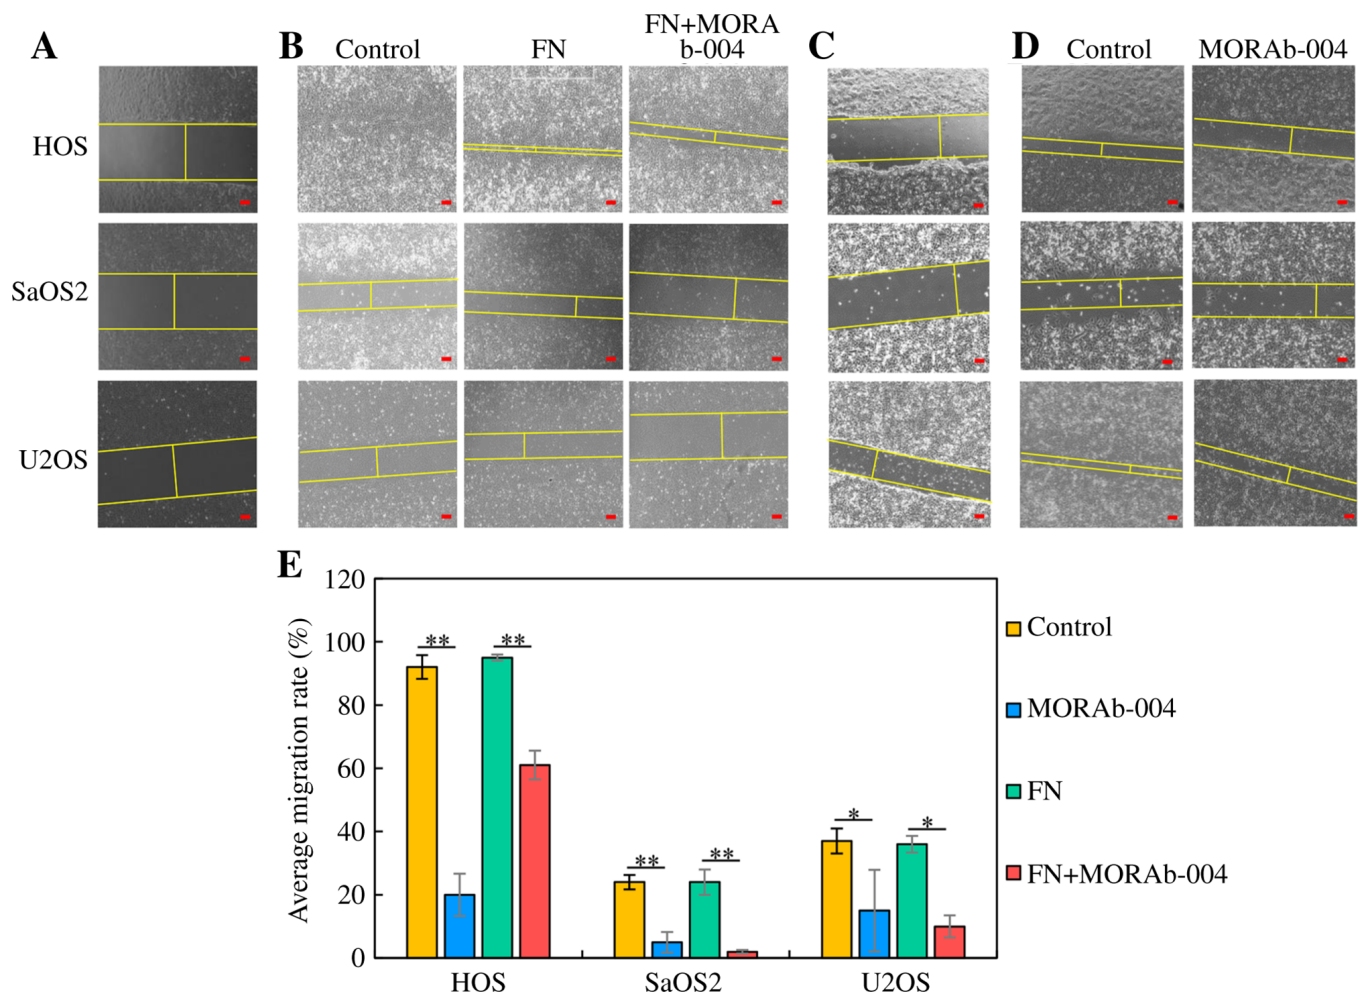 A
B
Control
FN
FN+MORA
b-004
C
D
Control
MORAb-004
HOS
SaOS2
U2OS
E
120
100
80
60
40
20
0
Average migration rate (%)
**
**
**
**
*
*
HOS
SaOS2
U2OS
Control
MORAb-004
FN
FN+MORAb-004